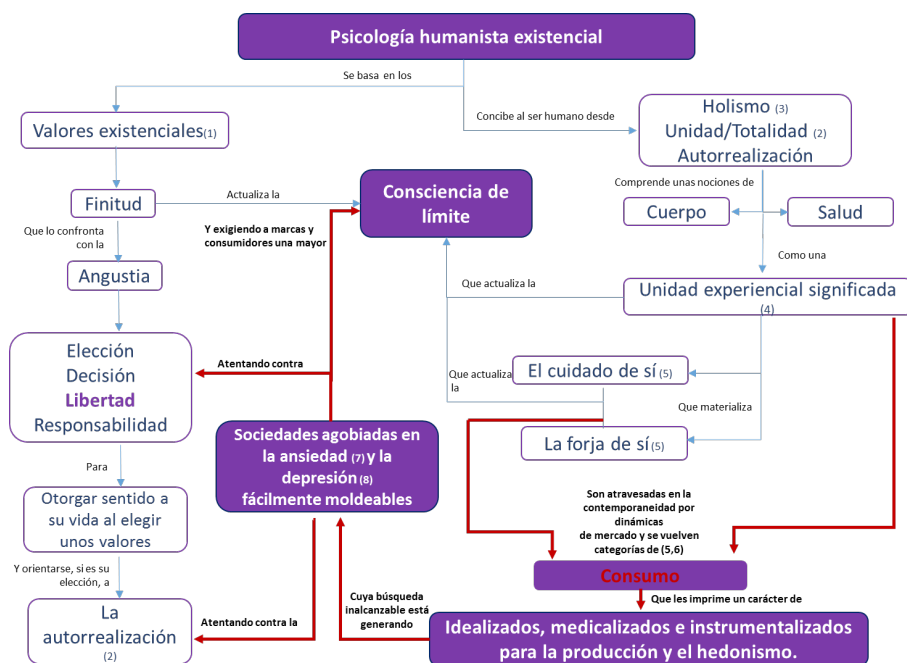 Psicología humanista existencial
Se basa en los
Valores existenciales(1)
Concibe al ser humano desde
Holismo (3)
Unidad/Totalidad (2)
Autorrealización
Finitud
Actualiza la
Consciencia de
límite
Comprende unas nociones de
Cuerpo
Salud
Que lo confronta
con la
Y exigiendo a marcas y
consumidores una mayor
Como una
Angustia
Que actualiza la
Unidad experiencial significada
(4)
Elección
Decisión
Libertad
Responsabilidad
Atentando contra
Que actualiza
la
El cuidado de sí (5)
Que materializa
La forja de sí (5)
Sociedades agobiadas en
la ansiedad (7) y la
depresión (8)
fácilmente moldeables
Para
Otorgar sentido a
su vida al elegir
unos valores
Son atravesadas en la
contemporaneidad por
dinámicas
de mercado y se vuelven
categorías de (5,6)
Y orientarse, si es su
elección, a
Consumo
La
autorrealización
(2)
Atentando contra la
Cuya búsqueda
inalcanzable está
generando
Que les imprime un carácter de
Idealizados, medicalizados e instrumentalizados
para la producción y el hedonismo.